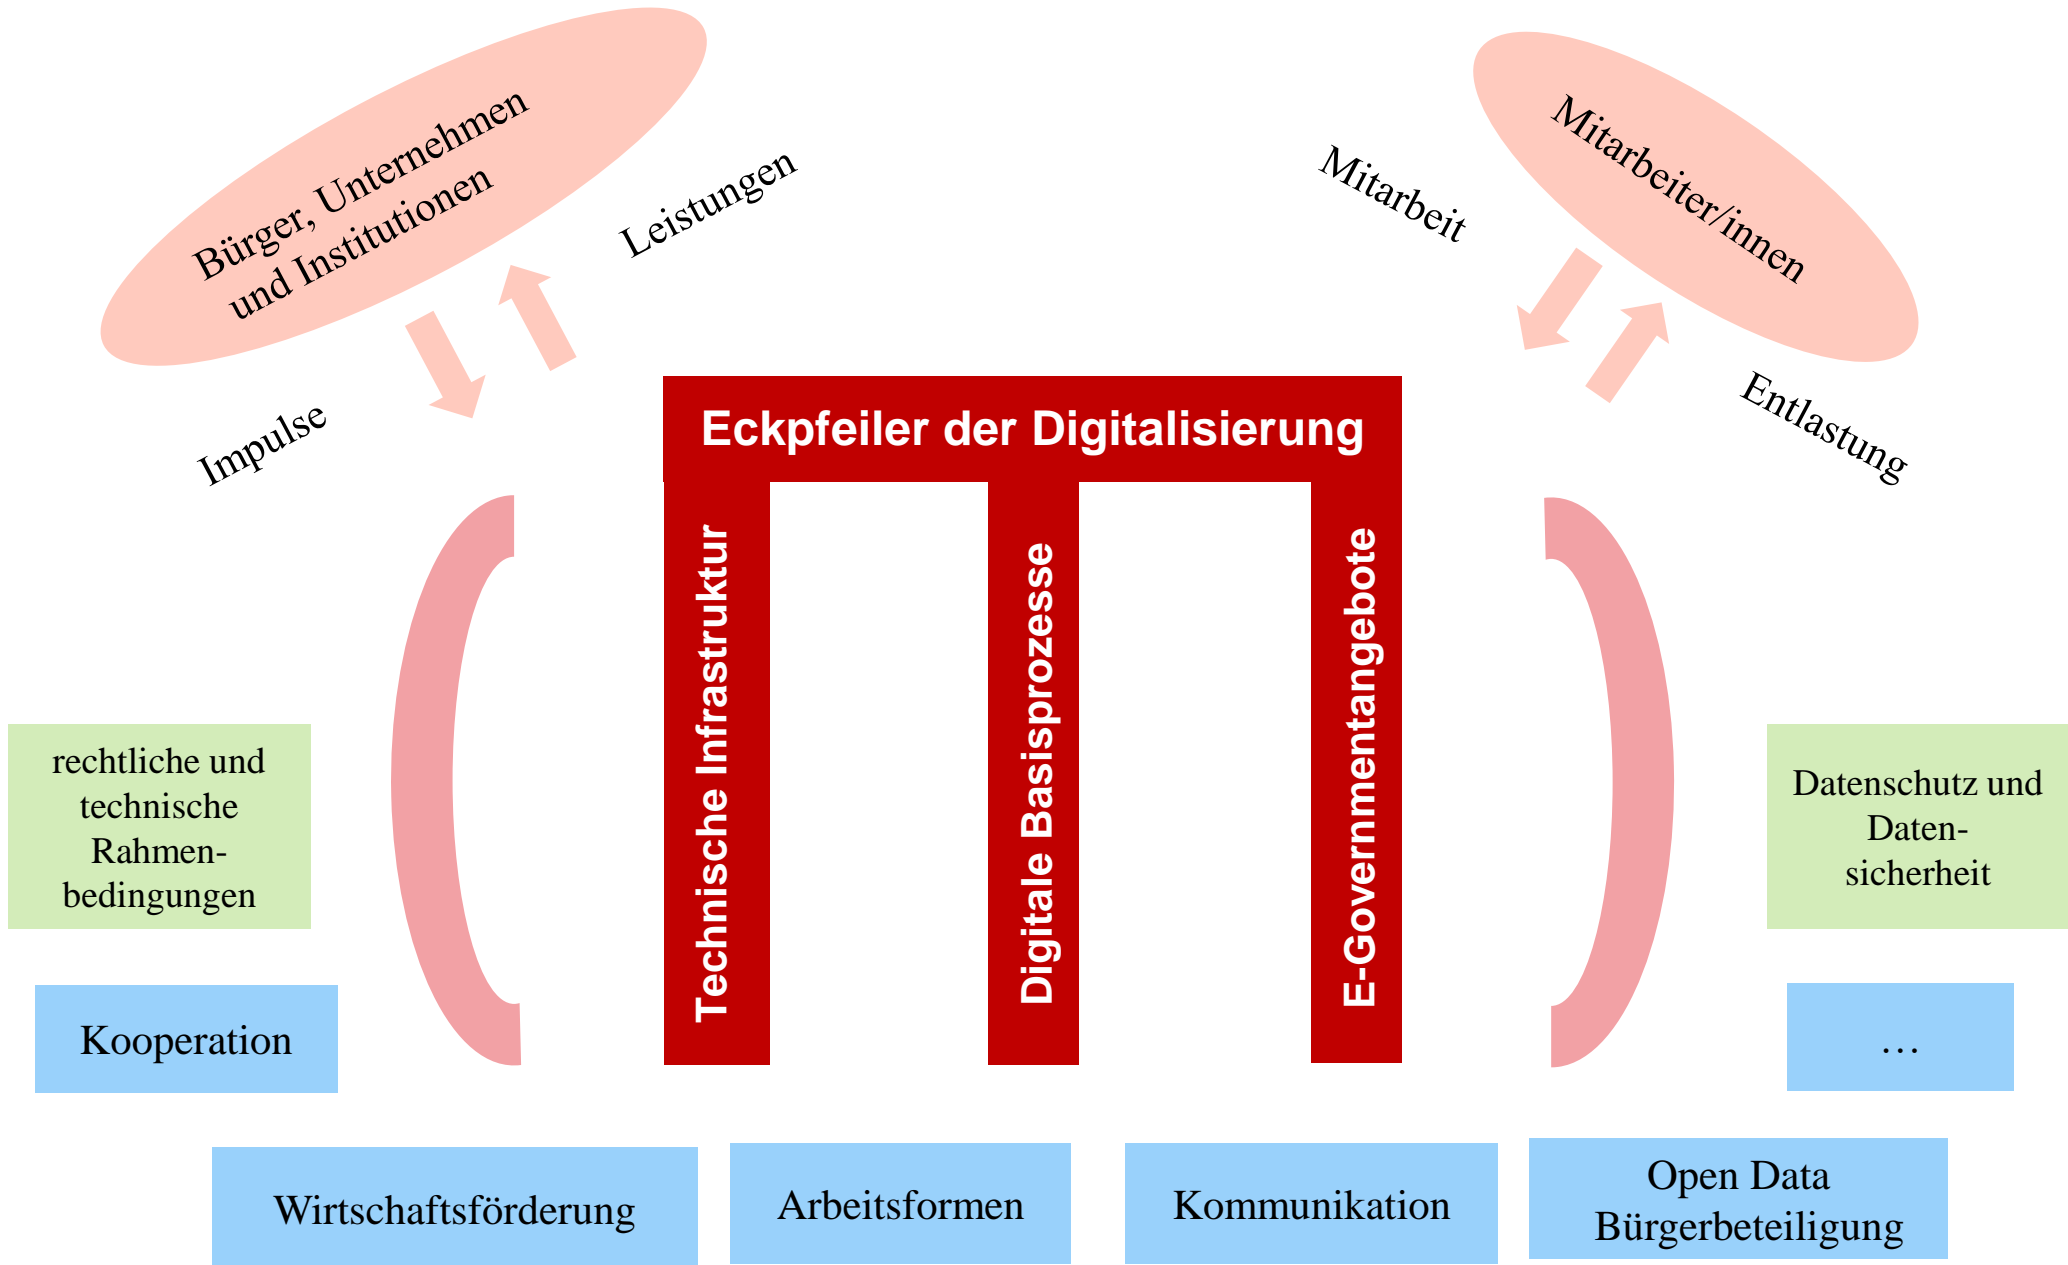 Bürger, Unternehmen
und Institutionen
Leistungen
Impulse
Mitarbeit
Mitarbeiter/innen
Entlastung
Eckpfeiler der Digitalisierung
Technische Infrastruktur
Digitale Basisprozesse
E-Governmentangebote
rechtliche und
technische
Rahmen-
bedingungen
Datenschutz und
Daten-
sicherheit
Kooperation
…
Wirtschaftsförderung
Arbeitsformen
Kommunikation
Open Data
Bürgerbeteiligung